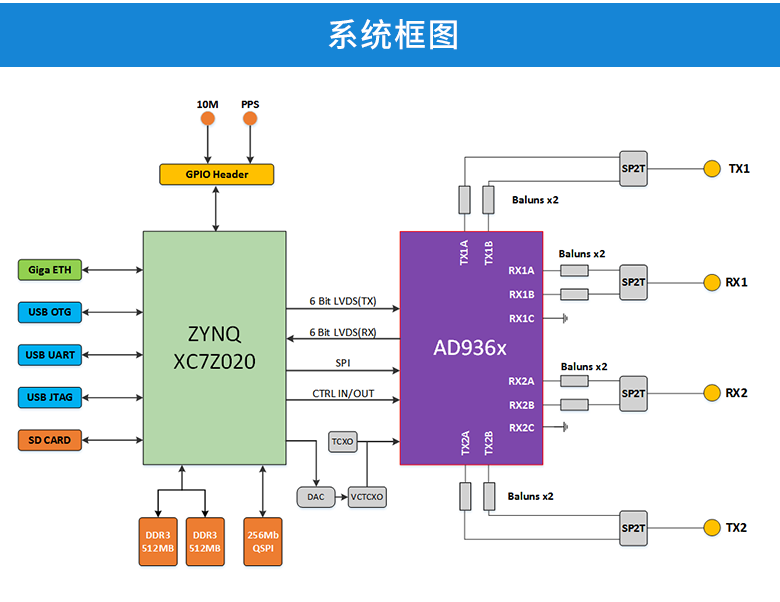 系统框图
10M
PPS
GPIO Header
Giga ETH
USB OTG
USB UART
USB JTAG
SD CARD
ZYNQ
XC7Z020
6 Bit LVDS(TX)
6 Bit LVDS(RX)
SPI
CTRL IN/OUT
TCXO
DAC
VCTCXO
DDR3
512MB
DDR3
512MB
256Mb
QSPI
AD936x
TX1A
TX1B
RX1A
RX1B
RX1C
RX2A
RX2B
RX2C
TX2A
TX2B
Baluns x2
SP2T
TX1
Baluns x2
SP2T
RX1
Baluns x2
SP2T
RX2
Baluns x2
SP2T
TX2